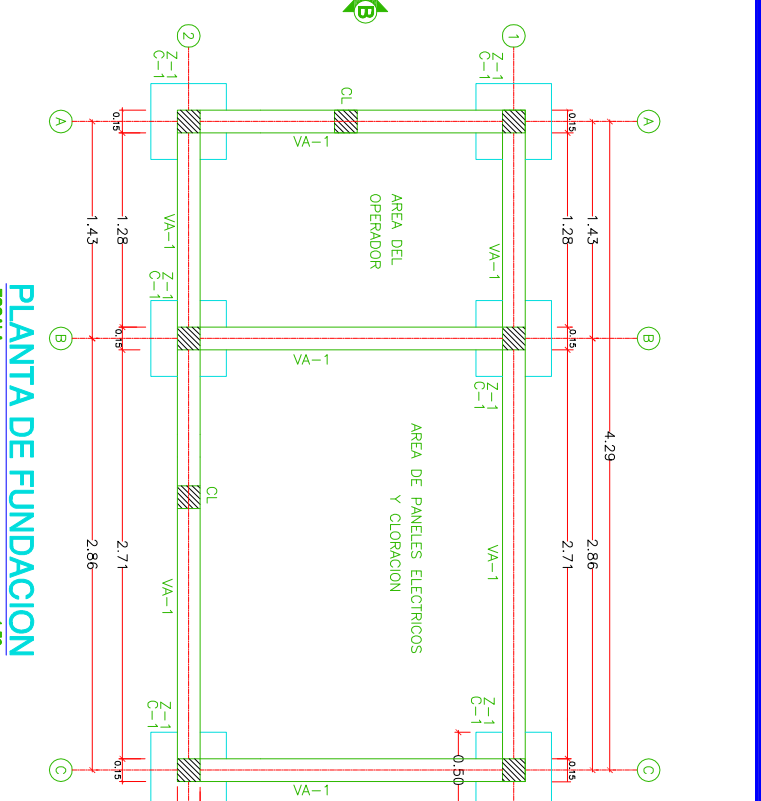 B
2
1
Z-1
C-1
Z-1
C-1
CL
A
0.15
0.15
A
VA-1
AREA DEL
OPERADOR
1.43
1.28
VA-1
VA-1
1.28
1.43
Z-1
C-1
B
0.15
0.15
B
VA-1
Z-1
C-1
4.29
AREA DE PANELES ELECTRICOS
Y CLORACION
CL
2.86
2.71
VA-1
VA-1
2.71
2.86
PLANTA DE FUNDACION
Z-1
C-1
Z-1
C-1
0.50
C
0.15
0.15
C
VA-1